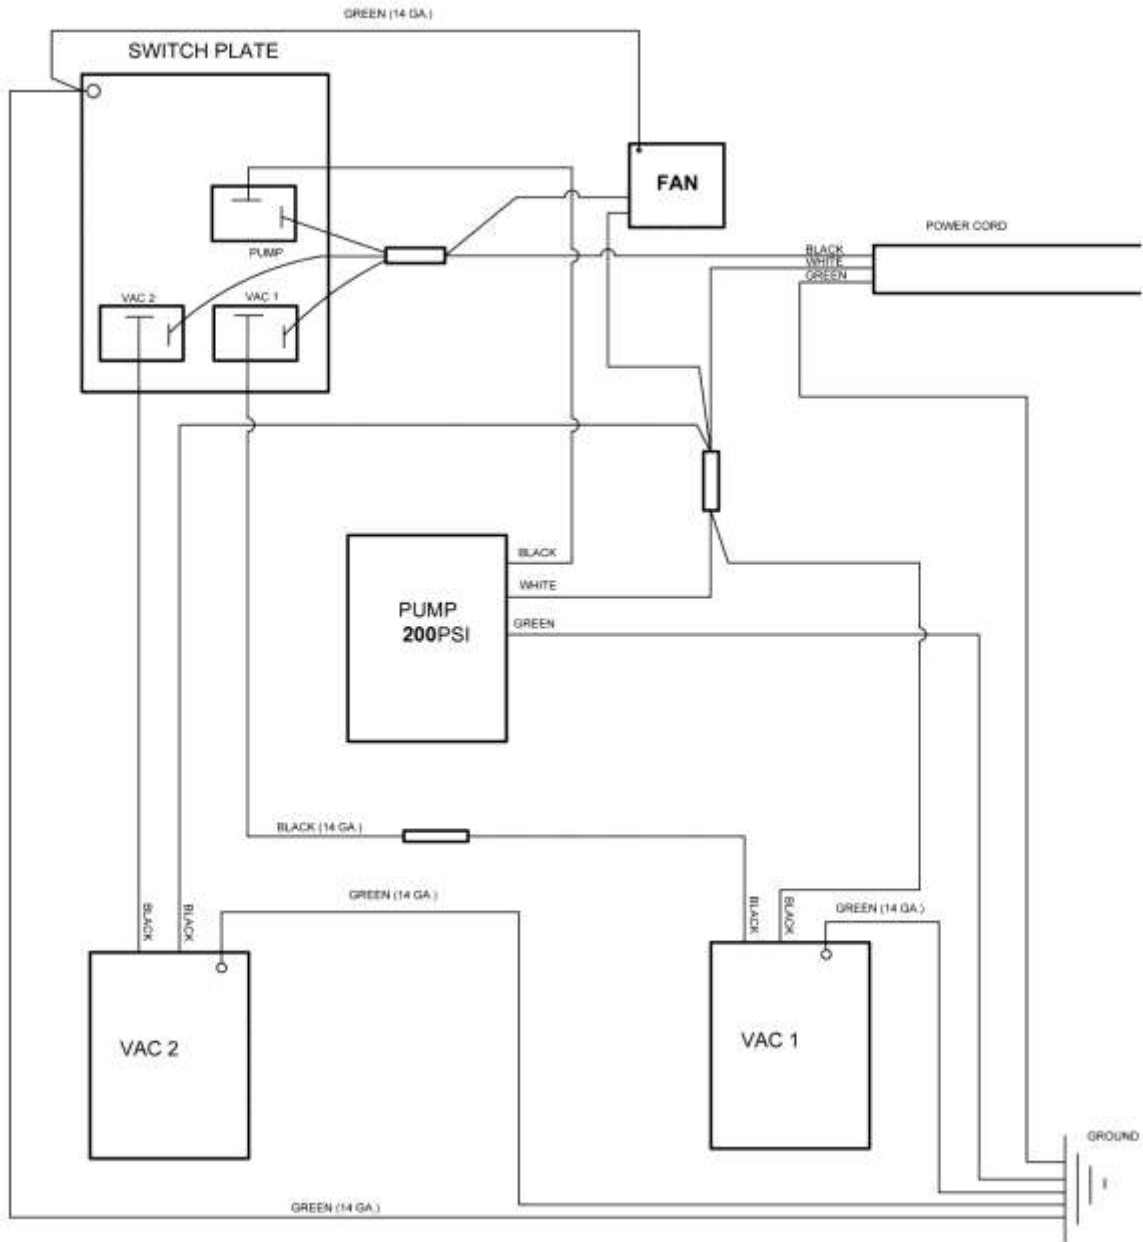 GREEN (14 GA.)
SWITCH PLATE
FAN
POWER CORD
PUMP
BLACK
WHITE
GREEN
VAC 2
VAC 1
BLACK
WHITE
PUMP
200PSI
GREEN
BLACK (14 GA.)
GREEN (14 GA.)
BLACK
BLACK
BLACK
BLACK
GREEN (14 GA.)
VAC 2
VAC 1
GROUND
GREEN (14 GA.)